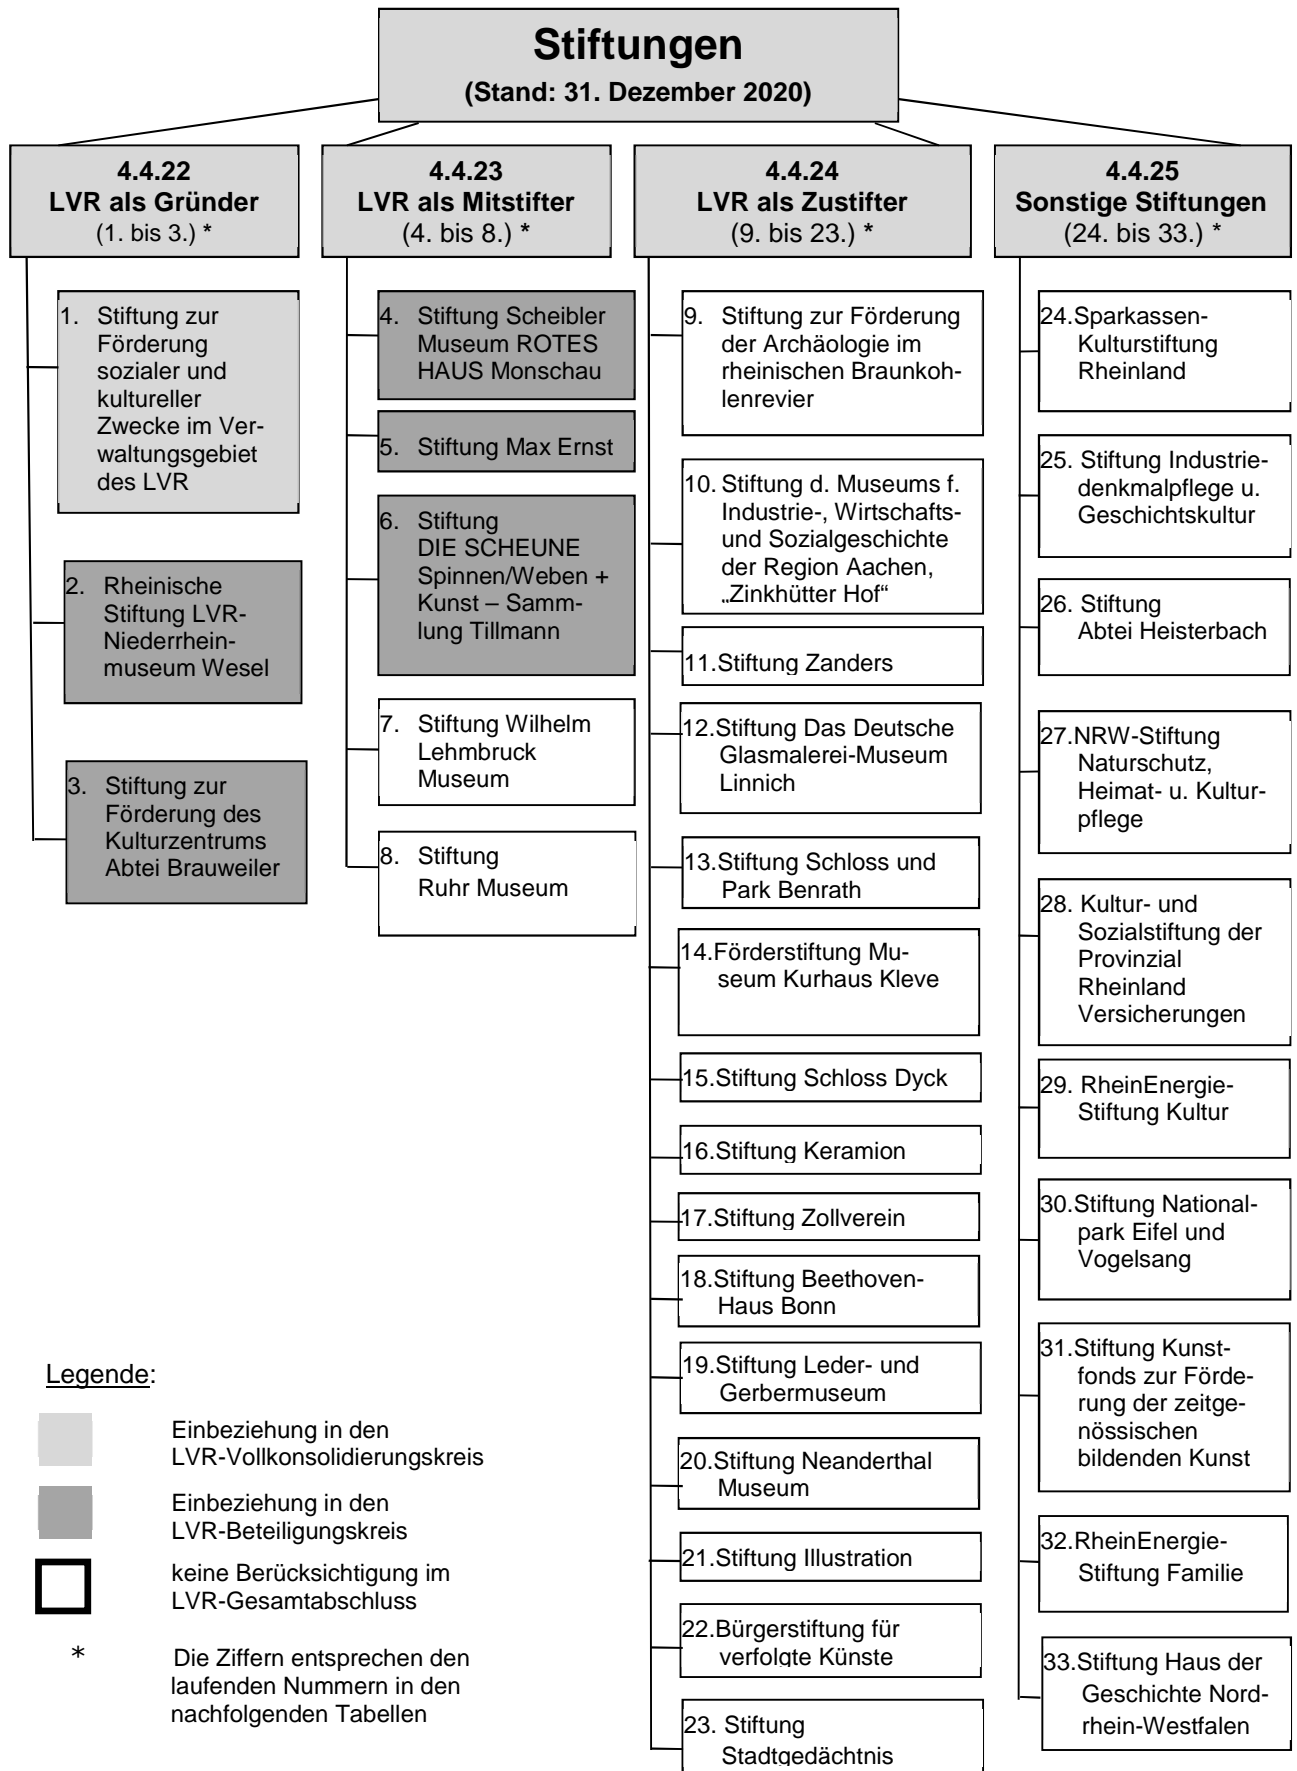 Stiftungen
(Stand: 31. Dezember 2020)
4.4.22
LVR als Gründer
(1. bis 3.) *
1. Stiftung zur
Förderung
sozialer und
kultureller
Zwecke im Ver-
waltungsgebiet
des LVR
2. Rheinische
Stiftung LVR-
Niederrhein-
museum Wesel
3. Stiftung zur
Förderung des
Kulturzentrums
Abtei Brauweiler
4.4.23
LVR als Mitstifter
(4. bis 8.) *
4. Stiftung Scheibler
Museum ROTES
HAUS Monschau
5. Stiftung Max Ernst
6. Stiftung
DIE SCHEUNE
Spinnen/Weben +
Kunst – Samm-
lung Tillmann
7. Stiftung Wilhelm
Lehmbruck
Museum
8. Stiftung
Ruhr Museum
4.4.24
LVR als Zustifter
(9. bis 23.) *
9. Stiftung zur Förderung
der Archäologie im
rheinischen Braunkoh-
lenrevier
10. Stiftung d. Museums f.
Industrie-, Wirtschafts-
und Sozialgeschichte
der Region Aachen,
„Zinkhütter Hof“
11.Stiftung Zanders
12.Stiftung Das Deutsche
Glasmalerei-Museum
Linnich
13.Stiftung Schloss und
Park Benrath
14.Förderstiftung Mu-
seum Kurhaus Kleve
15.Stiftung Schloss Dyck
16.Stiftung Keramion
17.Stiftung Zollverein
18.Stiftung Beethoven-
Haus Bonn
19.Stiftung Leder- und
Gerbermuseum
20.Stiftung Neanderthal
Museum
21.Stiftung Illustration
22.Bürgerstiftung für
verfolgte Künste
23. Stiftung
Stadtgedächtnis
4.4.25
Sonstige Stiftungen
(24. bis 33.) *
24.Sparkassen-
Kulturstiftung
Rheinland
25. Stiftung Industrie-
denkmalpflege u.
Geschichtskultur
26. Stiftung
Abtei Heisterbach
27.NRW-Stiftung
Naturschutz,
Heimat- u. Kultur-
pflege
28. Kultur- und
Sozialstiftung der
Provinzial
Rheinland
Versicherungen
29. RheinEnergie-
Stiftung Kultur
30.Stiftung National-
park Eifel und
Vogelsang
31.Stiftung Kunst-
fonds zur Förde-
rung der zeitge-
nössischen
bildenden Kunst
32.RheinEnergie-
Stiftung Familie
33.Stiftung Haus der
Geschichte Nord-
rhein-Westfalen
Legende:
Einbeziehung in den
LVR-Vollkonsolidierungskreis
Einbeziehung in den
LVR-Beteiligungskreis
keine Berücksichtigung im
LVR-Gesamtabschluss
* Die Ziffern entsprechen den
laufenden Nummern in den
nachfolgenden Tabellen